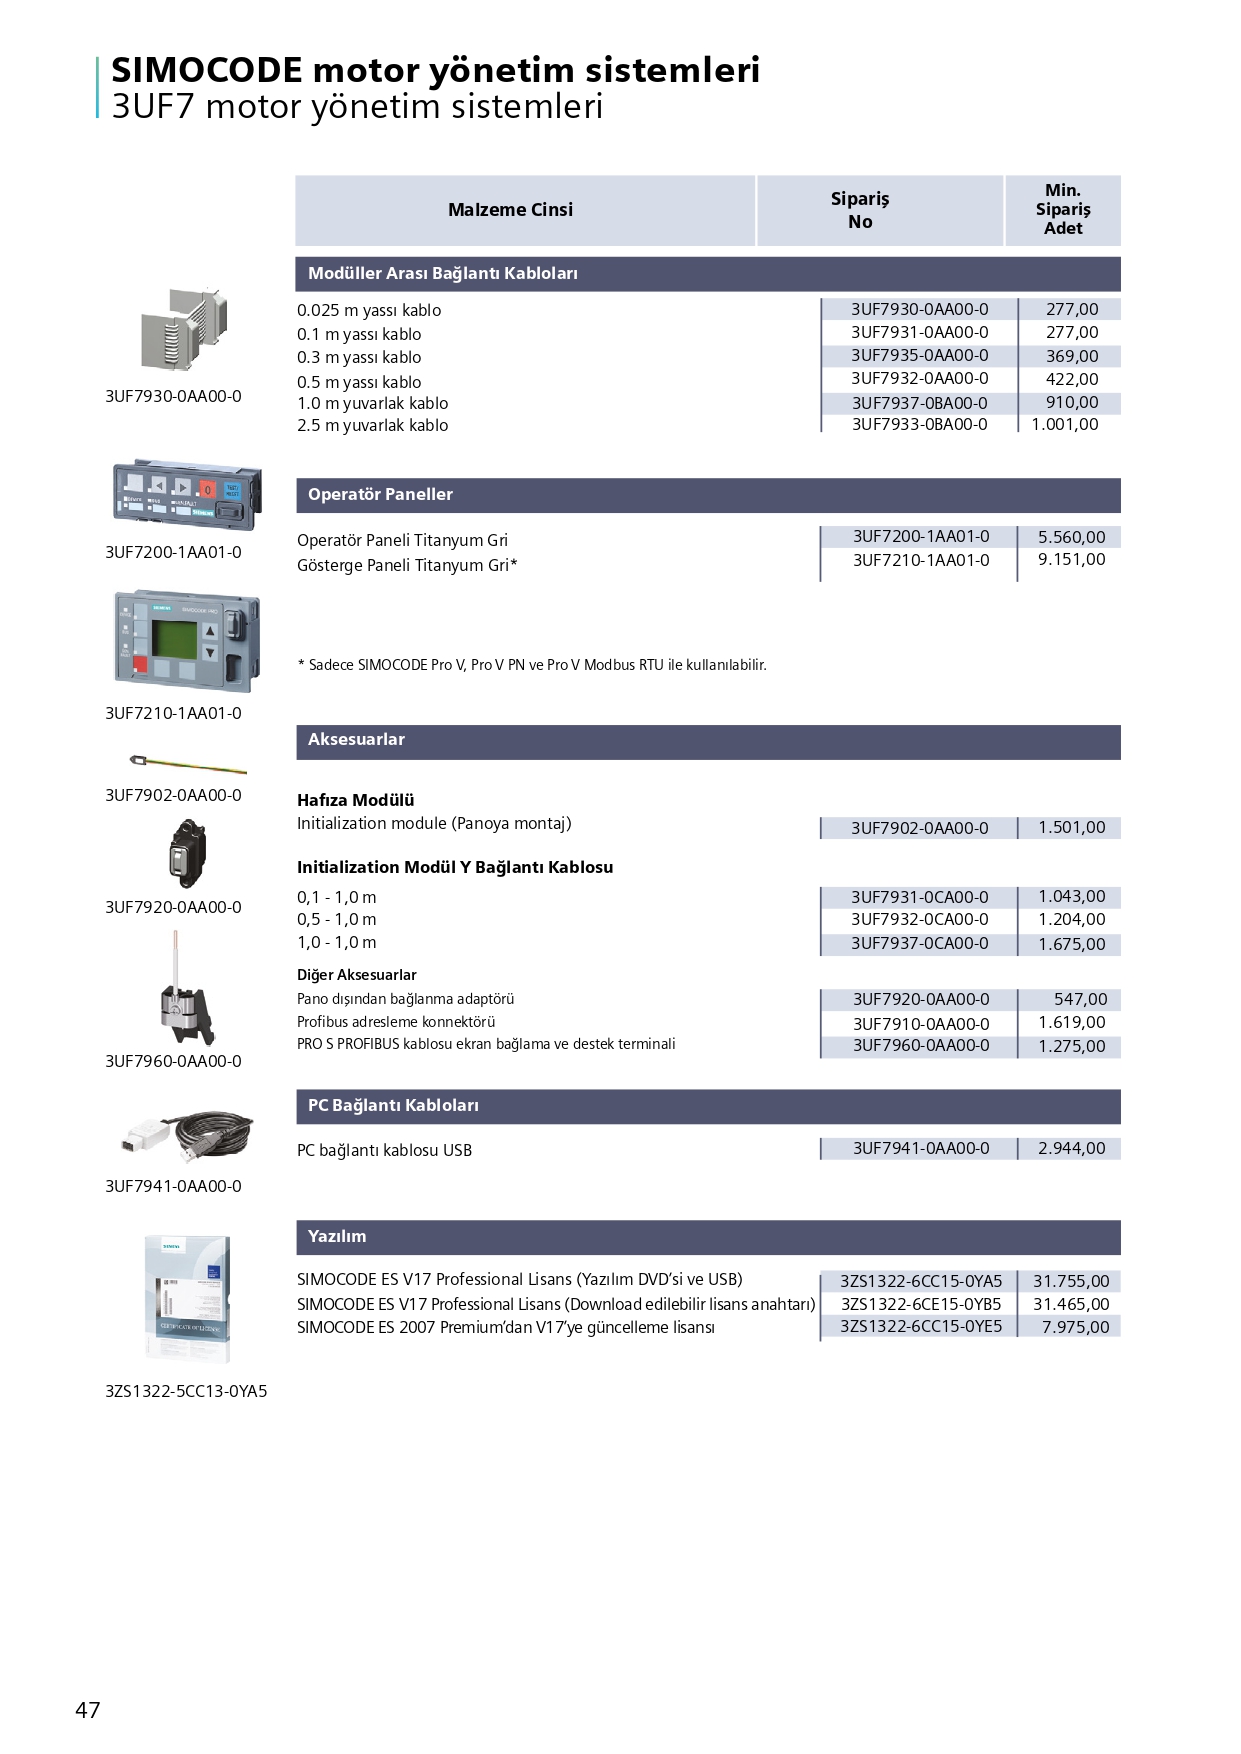 SIMOCODE motor yönetim sistemleri
3UF7 motor yönetim sistemleri
Malzeme Cinsi
Sipariş
No
Min.
Sipariş
Adet
Modüller Arası Bağlantı Kabloları
0.025 m yassı kablo 3UF7930-0AA00-0 277,00
0.1 m yassı kablo 3UF7931-0AA00-0 277,00
0.3 m yassı kablo 3UF7935-0AA00-0 369,00
0.5 m yassı kablo 3UF7932-0AA00-0 422,00
1.0 m yuvarlak kablo 3UF7937-0BA00-0 910,00
2.5 m yuvarlak kablo 3UF7933-0BA00-0 1.001,00
3UF7930-0AA00-0
Operatör Paneller
Operatör Paneli Titanyum Gri 3UF7200-1AA01-0 5.560,00
Gösterge Paneli Titanyum Gri* 3UF7210-1AA01-0 9.151,00
3UF7200-1AA01-0
SIEMENS
SIMOCODE PRO
* Sadece SIMOCODE Pro V, Pro V PN ve Pro V Modbus RTU ile kullanılabilir.
3UF7210-1AA01-0
Aksesuarlar
3UF7902-0AA00-0
Hafıza Modülü
Initialization module (Panoya montaj) 3UF7902-0AA00-0 1.501,00
Initialization Modül Y Bağlantı Kablosu
0,1 - 1,0 m 3UF7931-0CA00-0 1.043,00
0,5 - 1,0 m 3UF7932-0CA00-0 1.204,00
1,0 - 1,0 m 3UF7937-0CA00-0 1.675,00
3UF7920-0AA00-0
Diğer Aksesuarlar
Pano dışından bağlanma adaptörü 3UF7920-0AA00-0 547,00
Profibus adresleme konnektörü 3UF7910-0AA00-0 1.619,00
PRO S PROFIBUS kablosu ekran bağlama ve destek terminali 3UF7960-0AA00-0 1.275,00
3UF7960-0AA00-0
PC Bağlantı Kabloları
PC bağlantı kablosu USB 3UF7941-0AA00-0 2.944,00
3UF7941-0AA00-0
Yazılım
SIEMENS
SIMOCODE ES V17 Professional Lisans (Yazılım DVD’si ve USB) 3ZS1322-6CC15-0YA5 31.755,00
SIMOCODE ES V17 Professional Lisans (Download edilebilir lisans anahtarı) 3ZS1322-6CE15-0YB5 31.465,00
SIMOCODE ES 2007 Premium’dan V17’ye güncelleme lisansı 3ZS1322-6CC15-0YE5 7.975,00
3ZS1322-5CC13-0YA5
47